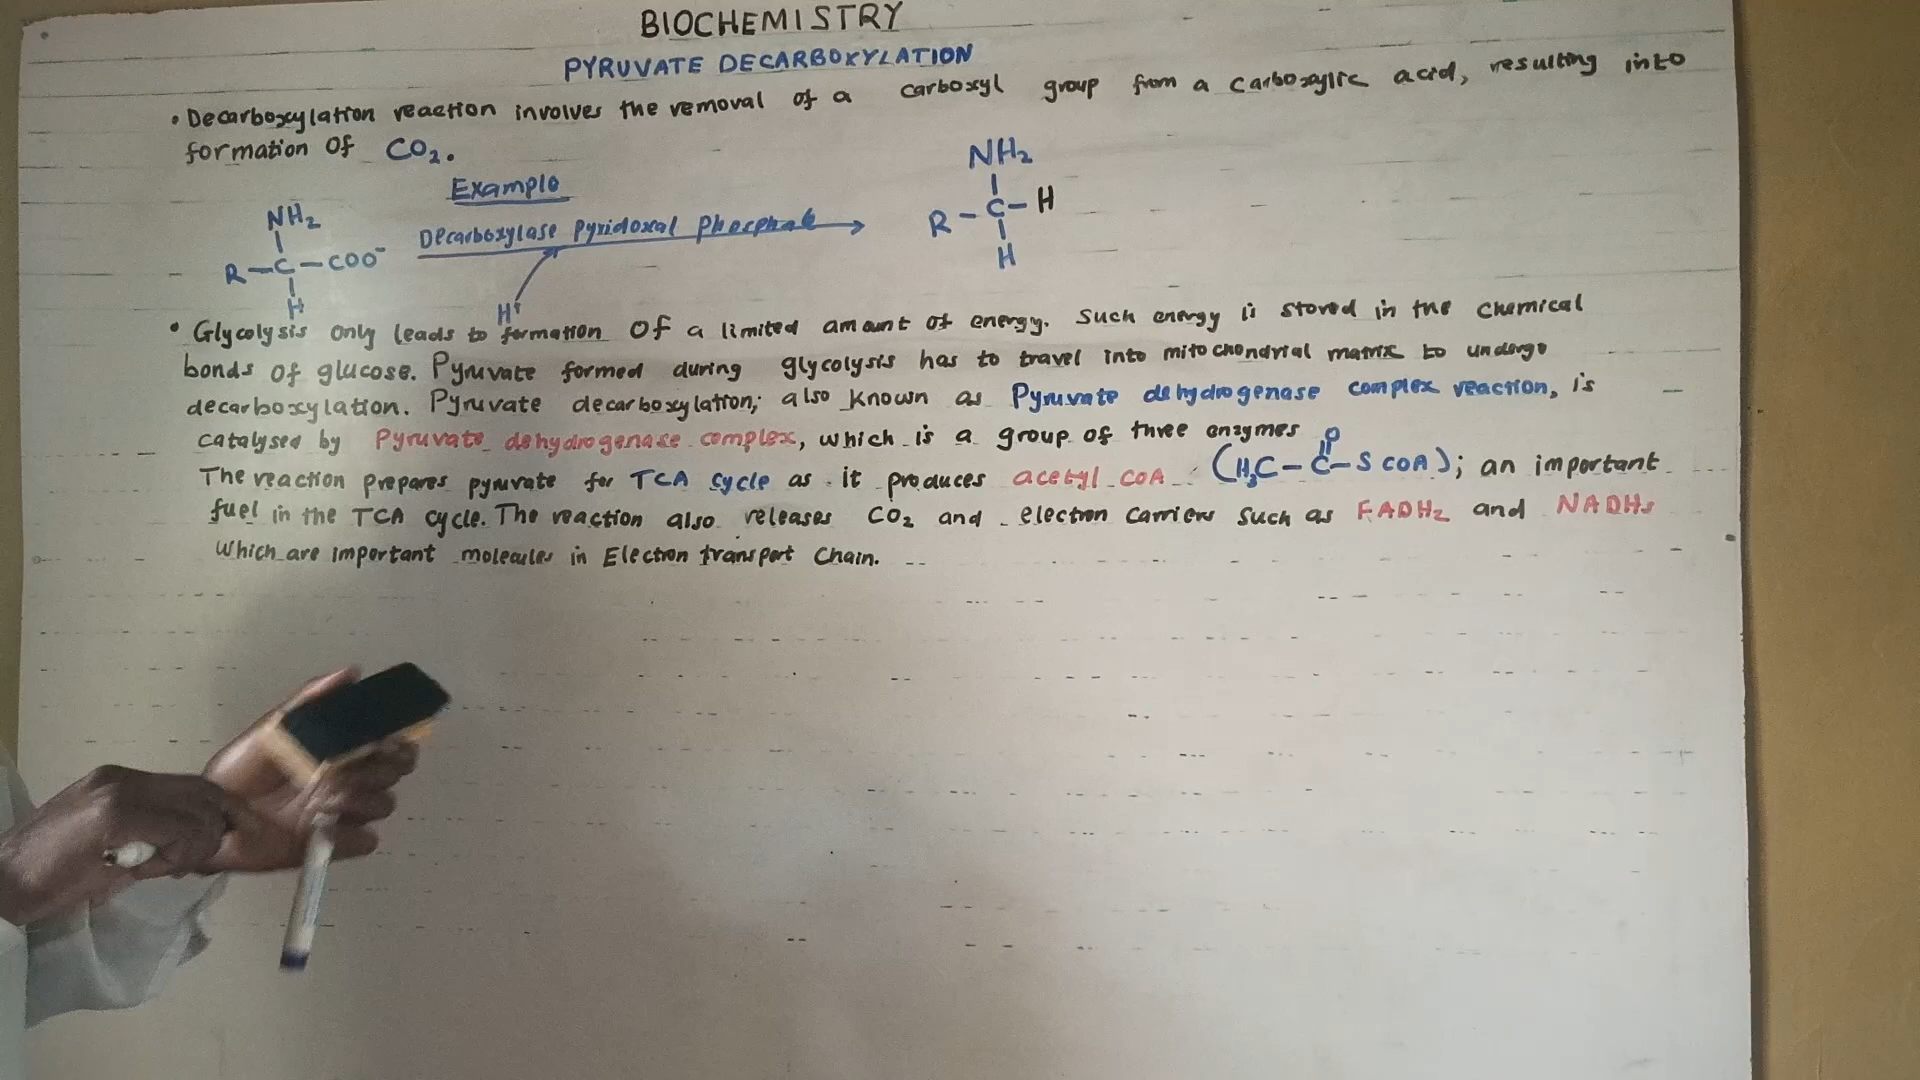 BIOCHEMISTRY
PYRUVATE DECARBOXYLATION
• Decarboxylation reaction involves the removal of a carboxyl group from a carboxylic acid, resulting into
formation of CO₂.
Example
NH₂
R-C-COO⁻
H
Decarboxylase Pyridoxal Phosphate
H⁺
NH₂
R-C-H
H
• Glycolysis only leads to formation of a limited amount of energy. Such energy is stored in the chemical
bonds of glucose. Pyruvate formed during glycolysis has to travel into mitochondrial matrix to undergo
decarboxylation. Pyruvate decarboxylation; also known as Pyruvate dehydrogenase complex reaction, is
catalysed by Pyruvate dehydrogenase complex, which is a group of three enzymes
The reaction prepares pyruvate for TCA cycle as it produces acetyl coA (H₃C-C-S COA); an important
O
fuel in the TCA cycle. The reaction also releases CO₂ and electron carriers such as FADH₂ and NADHs
which are important molecules in Electron transport Chain.